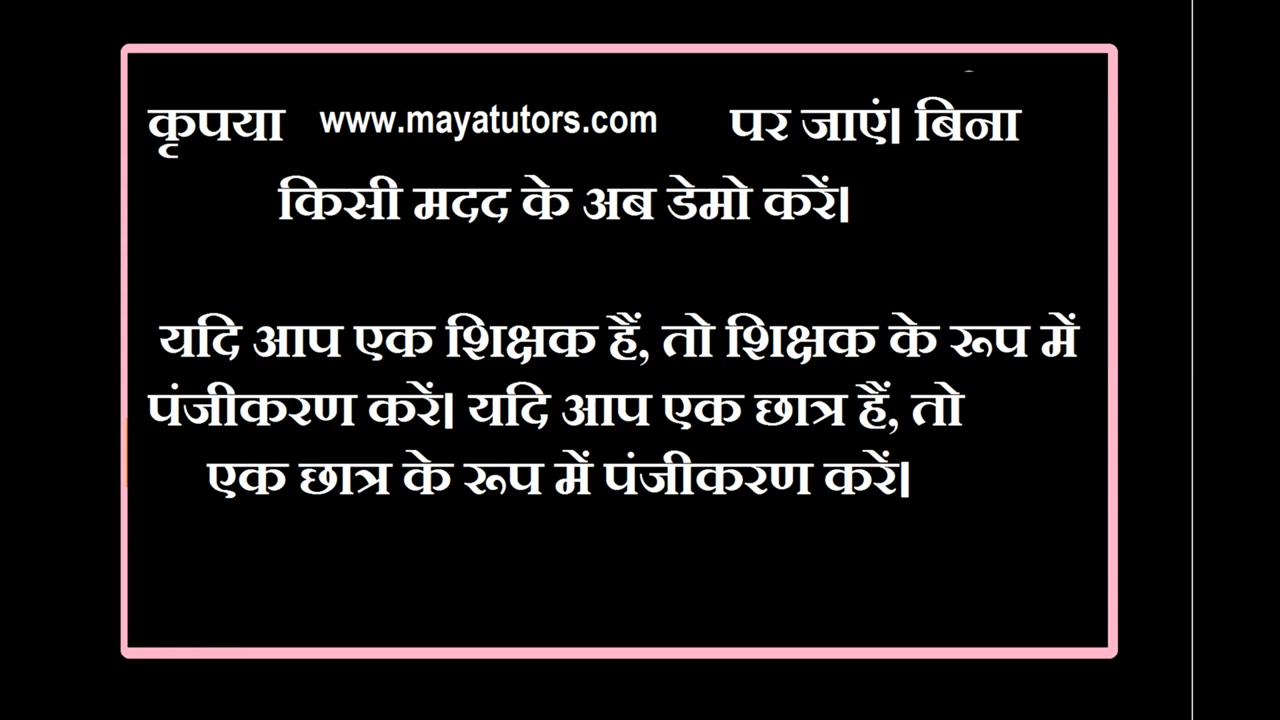 कृपया www.mayatutors.com पर जाएं। बिना
किसी मदद के अब डेमो करें।
यदि आप एक शिक्षक हैं, तो शिक्षक के रूप में
पंजीकरण करें। यदि आप एक छात्र हैं, तो
एक छात्र के रूप में पंजीकरण करें।